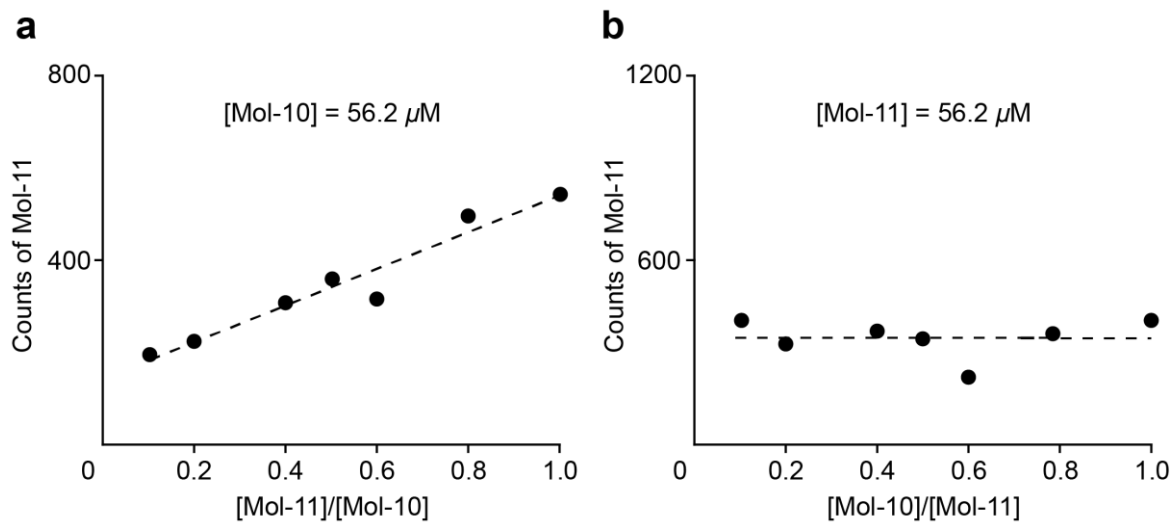 a
800
400
0
0.2
0.4
0.6
0.8
1.0
Counts of Mol-11
[Mol-10] = 56.2 µM
[Mol-11]/[Mol-10]
b
1200
600
0
0.2
0.4
0.6
0.8
1.0
Counts of Mol-11
[Mol-11] = 56.2 µM
[Mol-10]/[Mol-11]